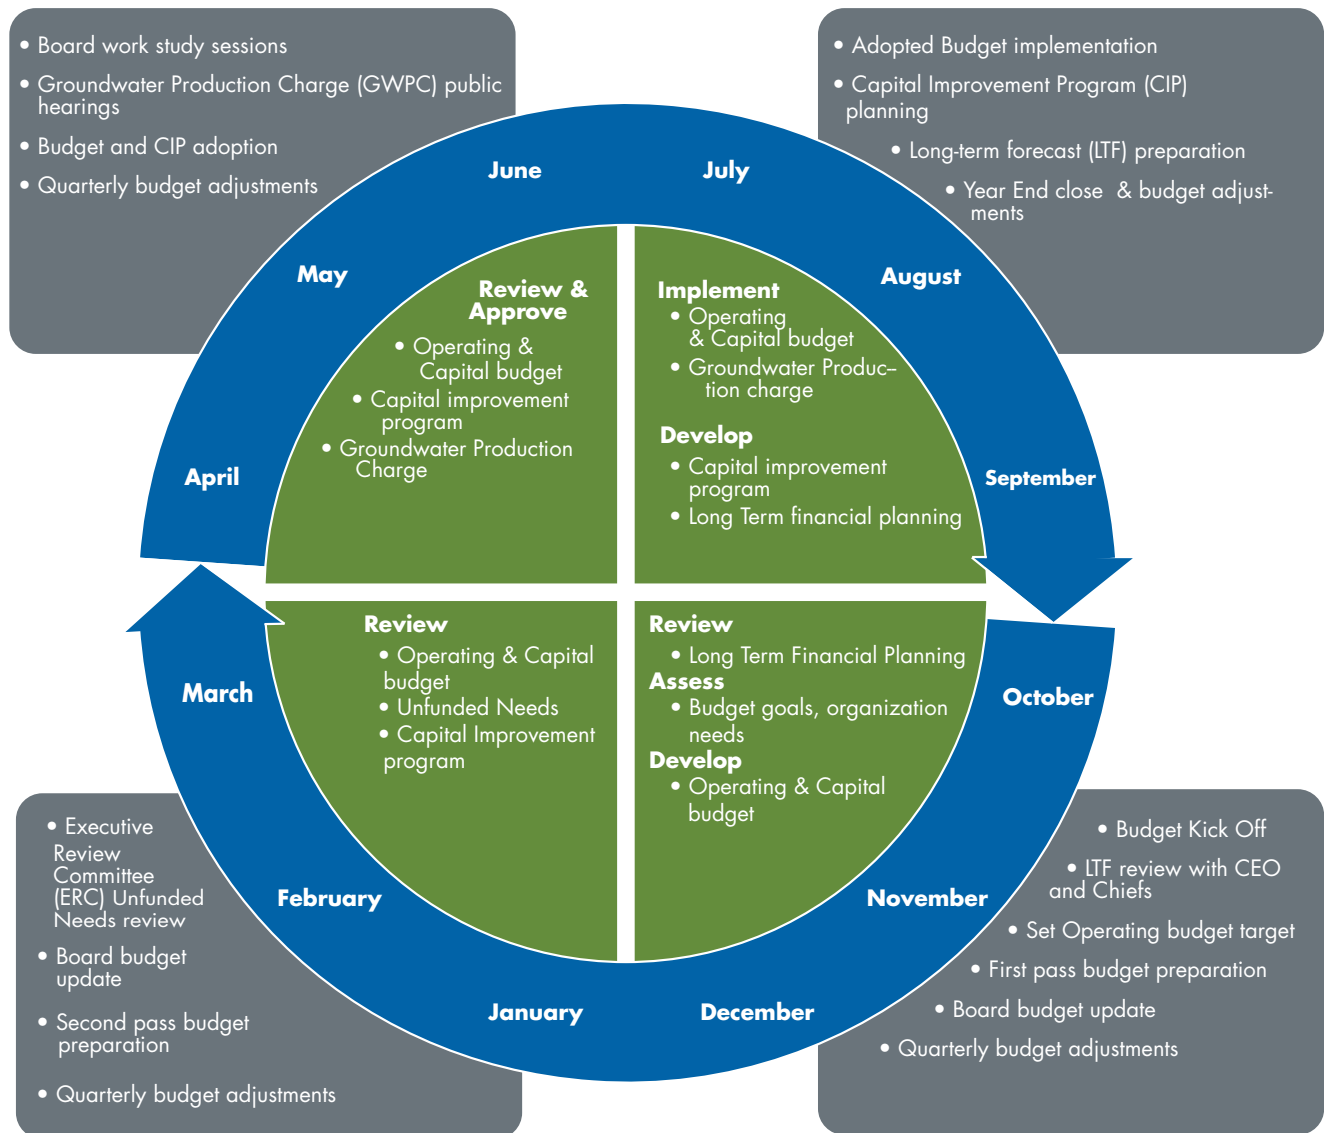 • Board work study sessions
• Groundwater Production Charge (GWPC) public
hearings
• Budget and CIP adoption
• Quarterly budget adjustments
• Adopted Budget implementation
• Capital Improvement Program (CIP)
planning
• Long-term forecast (LTF) preparation
• Year End close & budget adjust-
ments
June
July
May
August
April
September
Review &
Approve
• Operating &
Capital budget
• Capital improvement
program
• Groundwater Production
Charge
Implement
• Operating
& Capital budget
• Groundwater Produc–
tion charge
Develop
• Capital improvement
program
• Long Term financial planning
Review
• Operating & Capital
budget
• Unfunded Needs
• Capital Improvement
program
Review
• Long Term Financial Planning
Assess
• Budget goals, organization
needs
Develop
• Operating & Capital
budget
March
October
February
November
January
December
• Executive
Review
Committee
(ERC) Unfunded
Needs review
• Board budget
update
• Second pass budget
preparation
• Quarterly budget adjustments
• Budget Kick Off
• LTF review with CEO
and Chiefs
• Set Operating budget target
• First pass budget preparation
• Board budget update
• Quarterly budget adjustments